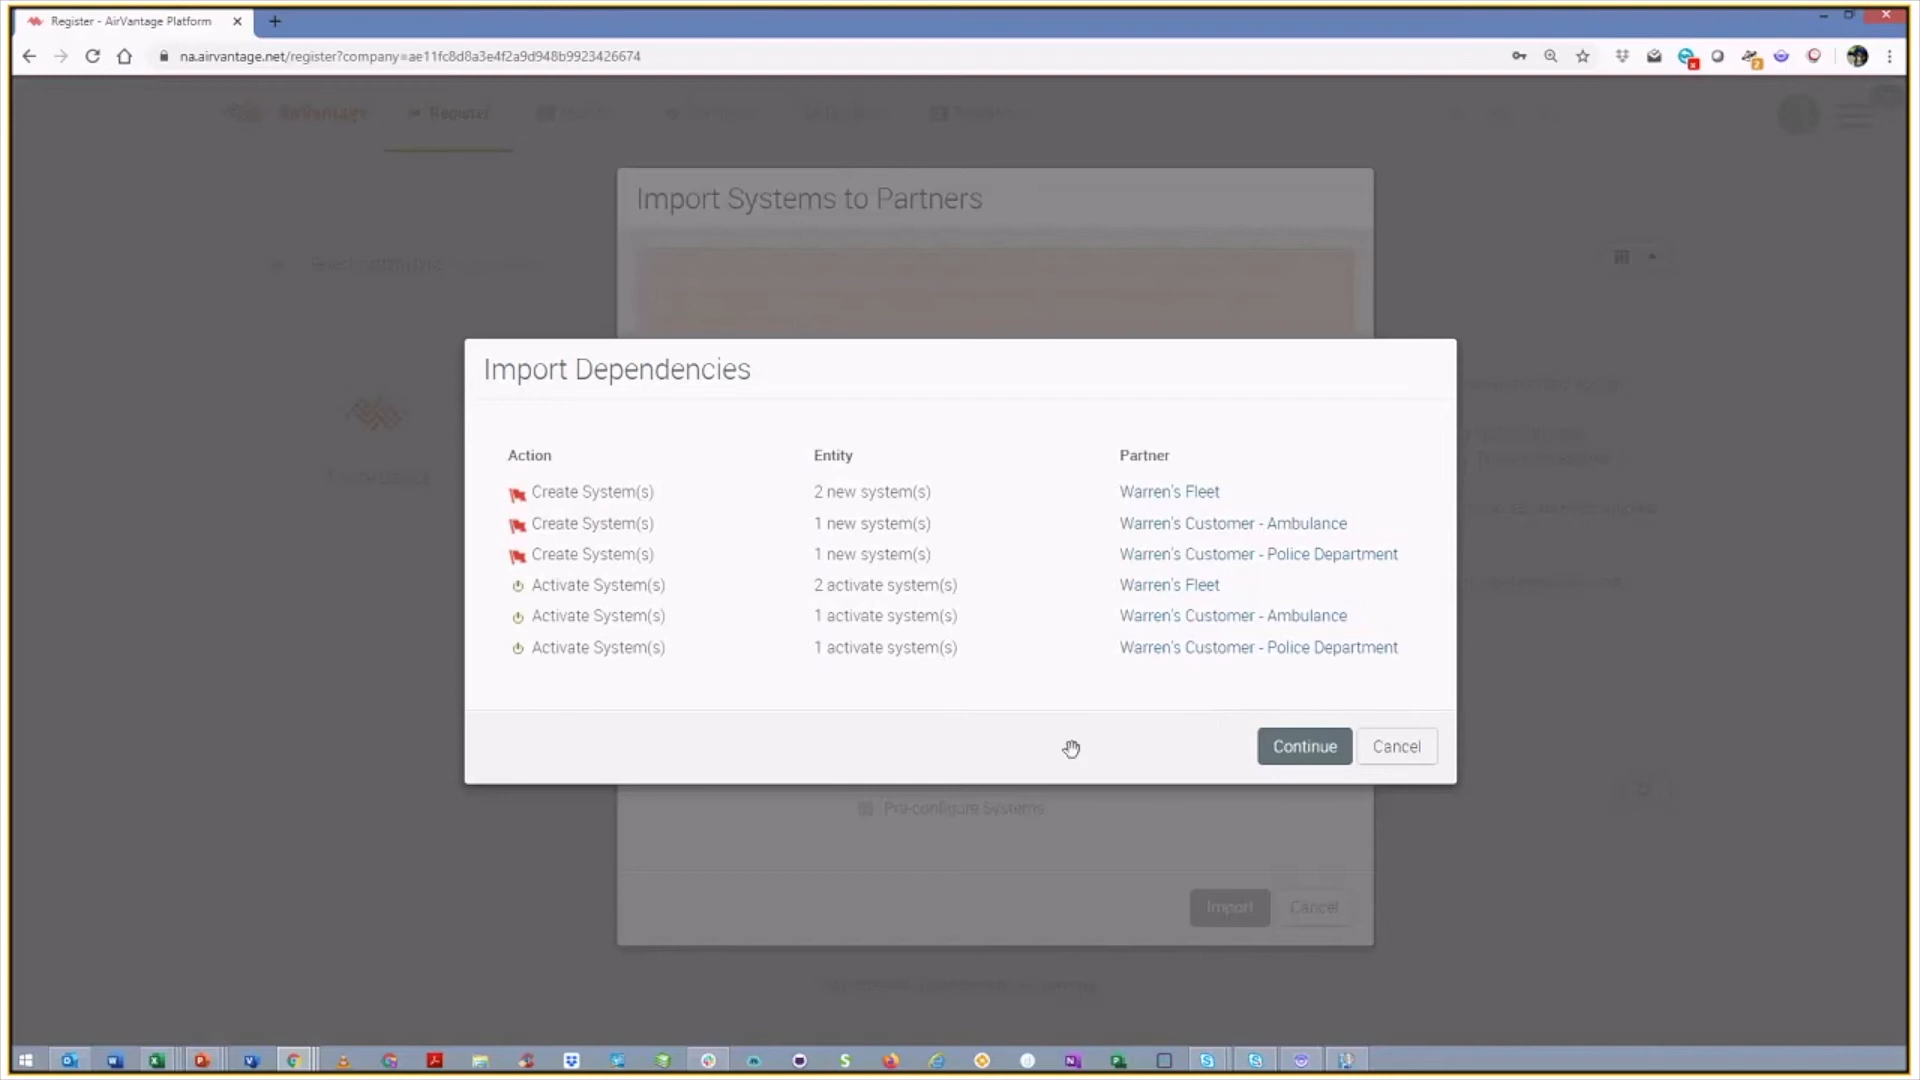 Register - AirVantage Platform
na.airvantage.net/register?company=ae11fc8d8a3e4f2a9d948b9923426674
AirVantage Register
Import Systems to Partners
Import Dependencies
Action Entity Partner
Create System(s) 2 new system(s) Warren's Fleet
Create System(s) 1 new system(s) Warren's Customer - Ambulance
Create System(s) 1 new system(s) Warren's Customer - Police Department
Activate System(s) 2 activate system(s) Warren's Fleet
Activate System(s) 1 activate system(s) Warren's Customer - Ambulance
Activate System(s) 1 activate system(s) Warren's Customer - Police Department
Continue Cancel
Pre-configure Systems
Import Cancel